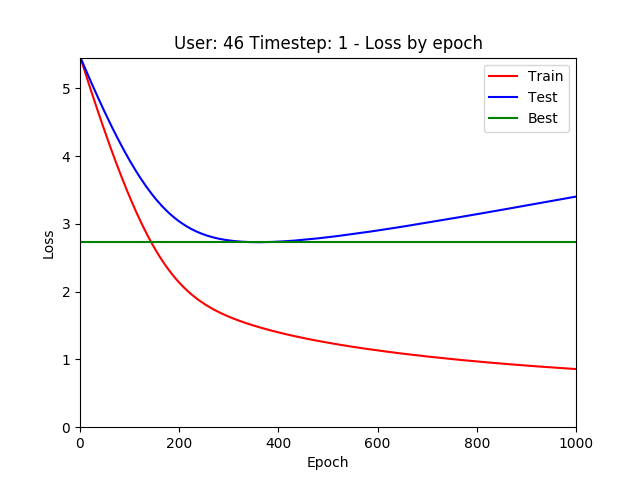 User: 46 Timestep: 1 - Loss by epoch
Train
Test
Best
5
4
3
2
1
0
Loss
0 200 400 600 800 1000
Epoch